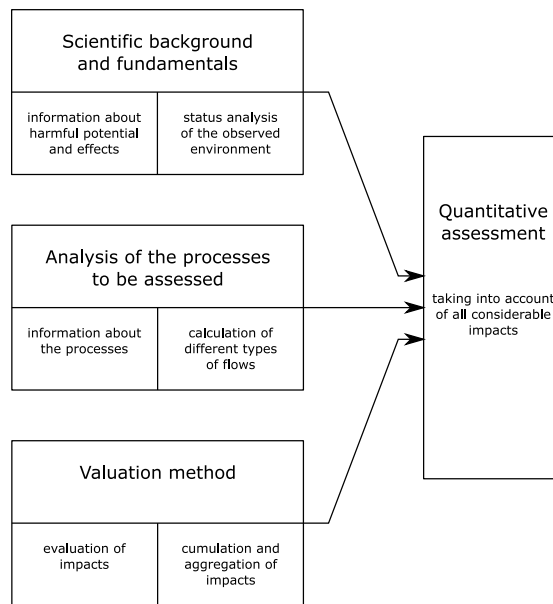 Scientific background
and fundamentals
information about
harmful potential
and effects
status analysis
of the observed
environment
Analysis of the processes
to be assessed
information about
the processes
calculation of
different types
of flows
Valuation method
evaluation of
impacts
cumulation and
aggregation of
impacts
Quantitative
assessment
taking into account
of all considerable
impacts